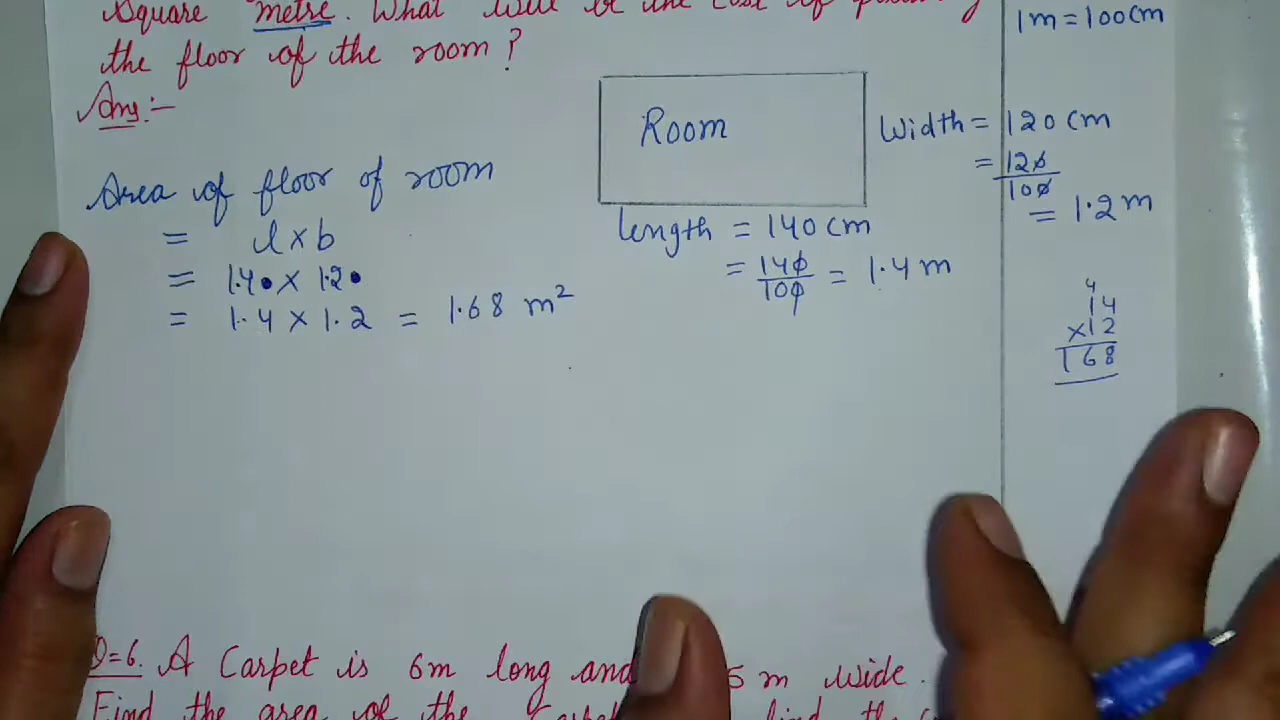 Square metre. What will be the Cost of
the floor of the room?
Ans:-
1m = 100cm
Room
Width = 120 cm
= 120/100
= 1.2 m
Area of floor of room
= l x b
= 1.40 x 1.20
= 1.4 x 1.2 = 1.68 m²
length = 140 cm
= 140/100 = 1.4 m
4
14
x12
168
Q=6. A Carpet is 6m long and 5 m wide.
Find the area of the